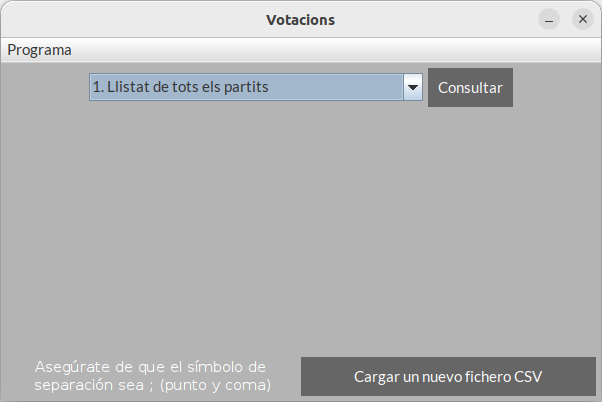 Votacions
Programa
1. Llistat de tots els partits
Consultar
Asegúrate de que el símbolo de
separación sea ; (punto y coma)
Cargar un nuevo fichero CSV